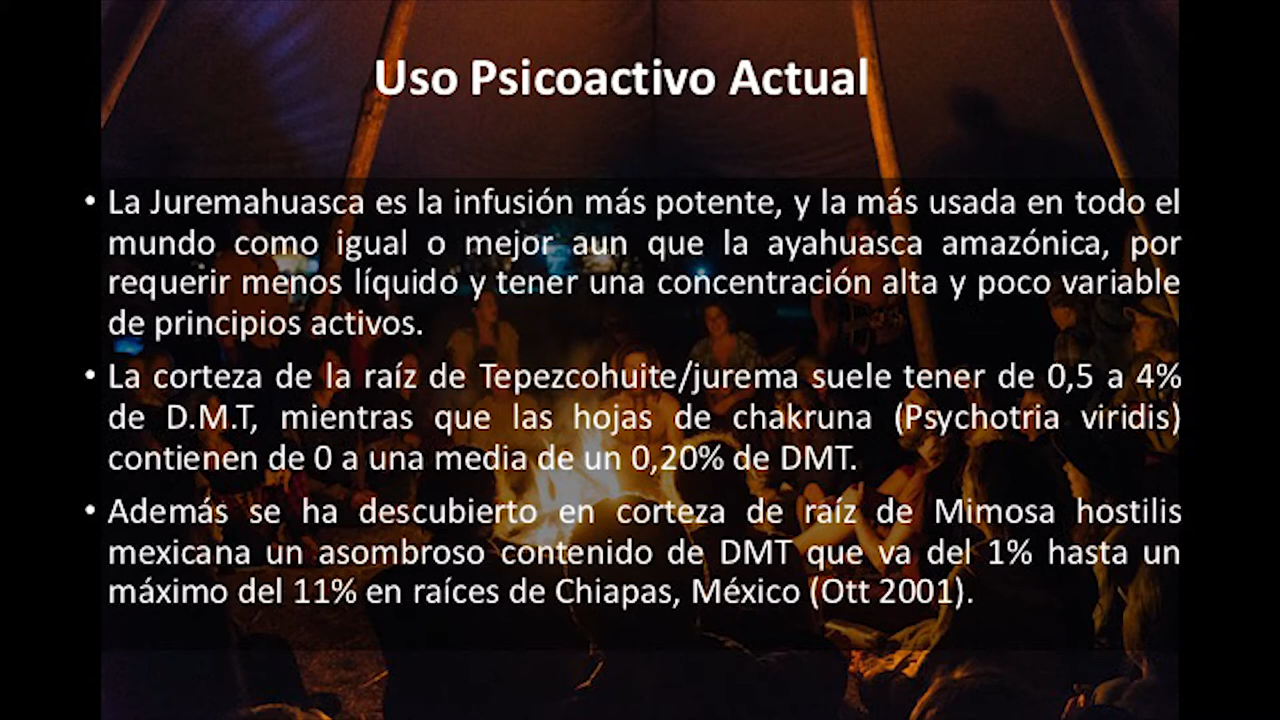 Uso Psicoactivo Actual
• La Juremahuasca es la infusión más potente, y la más usada en todo el
mundo como igual o mejor aun que la ayahuasca amazónica, por
requerir menos líquido y tener una concentración alta y poco variable
de principios activos.
• La corteza de la raíz de Tepezcohuite/jurema suele tener de 0,5 a 4%
de D.M.T, mientras que las hojas de chakruna (Psychotria viridis)
contienen de 0 a una media de un 0,20% de DMT.
• Además se ha descubierto en corteza de raíz de Mimosa hostilis
mexicana un asombroso contenido de DMT que va del 1% hasta un
máximo del 11% en raíces de Chiapas, México (Ott 2001).